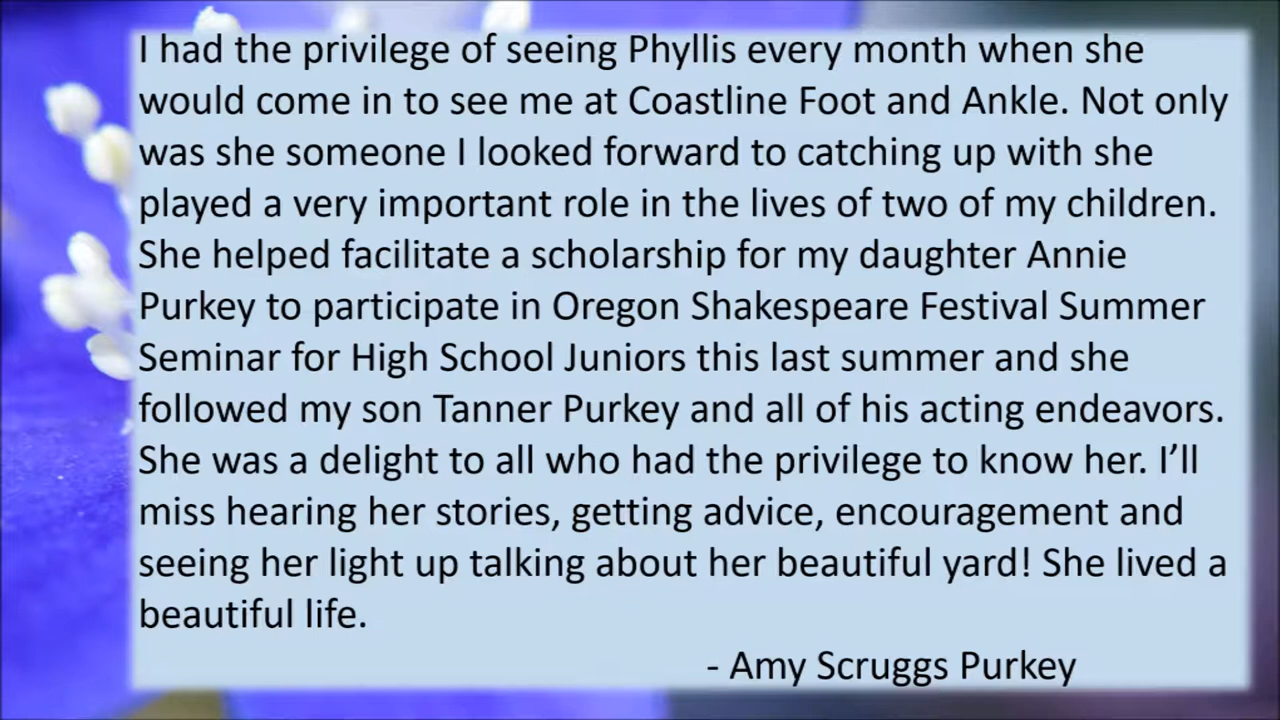 I had the privilege of seeing Phyllis every month when she
would come in to see me at Coastline Foot and Ankle. Not only
was she someone I looked forward to catching up with she
played a very important role in the lives of two of my children.
She helped facilitate a scholarship for my daughter Annie
Purkey to participate in Oregon Shakespeare Festival Summer
Seminar for High School Juniors this last summer and she
followed my son Tanner Purkey and all of his acting endeavors.
She was a delight to all who had the privilege to know her. I’ll
miss hearing her stories, getting advice, encouragement and
seeing her light up talking about her beautiful yard! She lived a
beautiful life.
- Amy Scruggs Purkey